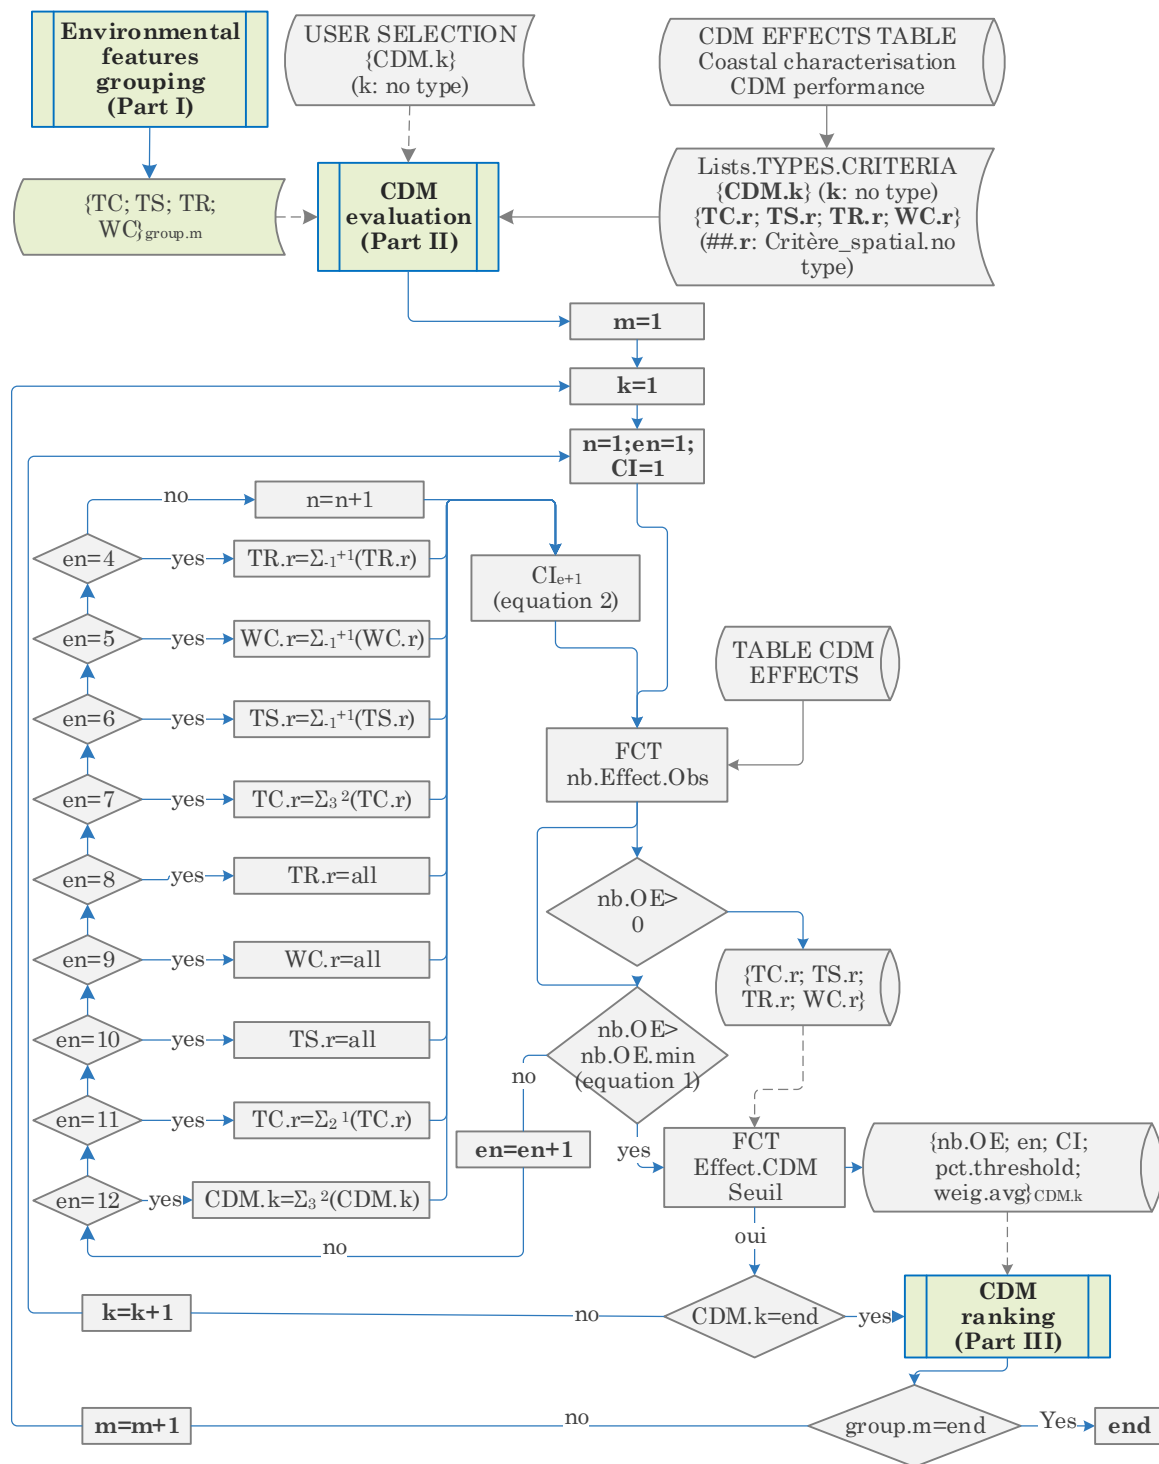 Environmental
features
grouping
(Part I)
USER SELECTION
{CDM.k}
(k: no type)
CDM EFFECTS TABLE
Coastal characterisation
CDM performance
{TC; TS; TR;
WC}group.m
CDM
evaluation
(Part II)
Lists.TYPES.CRITERIA
{CDM.k} (k: no type)
{TC.r; TS.r; TR.r; WC.r}
(##.r: Critère_spatial.no
type)
m=1
k=1
n=1;en=1;
CI=1
no
n=n+1
en=4
yes
TR.r=Σ-1+1(TR.r)
CIe+1
(equation 2)
en=5
yes
WC.r=Σ-1+1(WC.r)
TABLE CDM
EFFECTS
en=6
yes
TS.r=Σ-1+1(TS.r)
FCT
nb.Effect.Obs
en=7
yes
TC.r=Σ3 2(TC.r)
en=8
yes
TR.r=all
nb.OE>
0
en=9
yes
WC.r=all
{TC.r; TS.r;
TR.r; WC.r}
en=10
yes
TS.r=all
nb.OE>
nb.OE.min
(equation 1)
no
en=11
yes
TC.r=Σ2 1(TC.r)
en=en+1
yes
FCT
Effect.CDM
Seuil
{nb.OE; en; CI;
pct.threshold;
weig.avg}CDM.k
en=12
yes
CDM.k=Σ3 2(CDM.k)
no
oui
k=k+1
no
CDM.k=end
yes
CDM
ranking
(Part III)
m=m+1
no
group.m=end
Yes
end